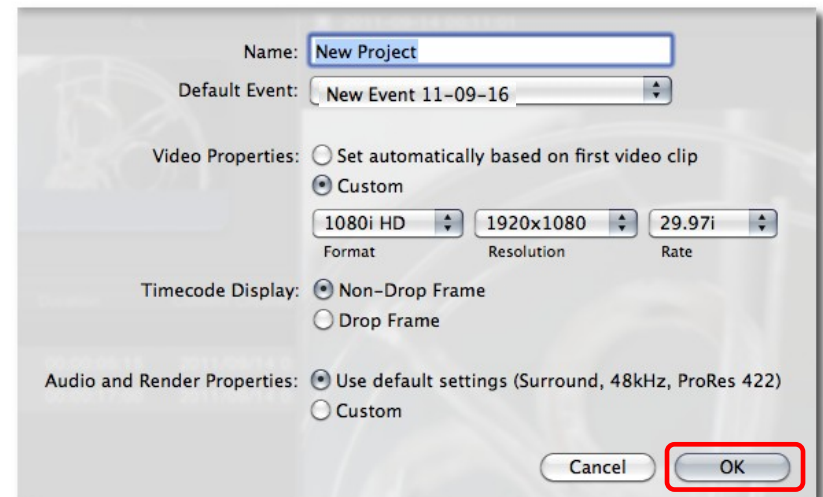 Name: New Project
Default Event: New Event 11-09-16
Video Properties: Set automatically based on first video clip
Custom
1080i HD 1920x1080 29.97i
Format Resolution Rate
Timecode Display: Non-Drop Frame
Drop Frame
Audio and Render Properties: Use default settings (Surround, 48kHz, ProRes 422)
Custom
Cancel OK